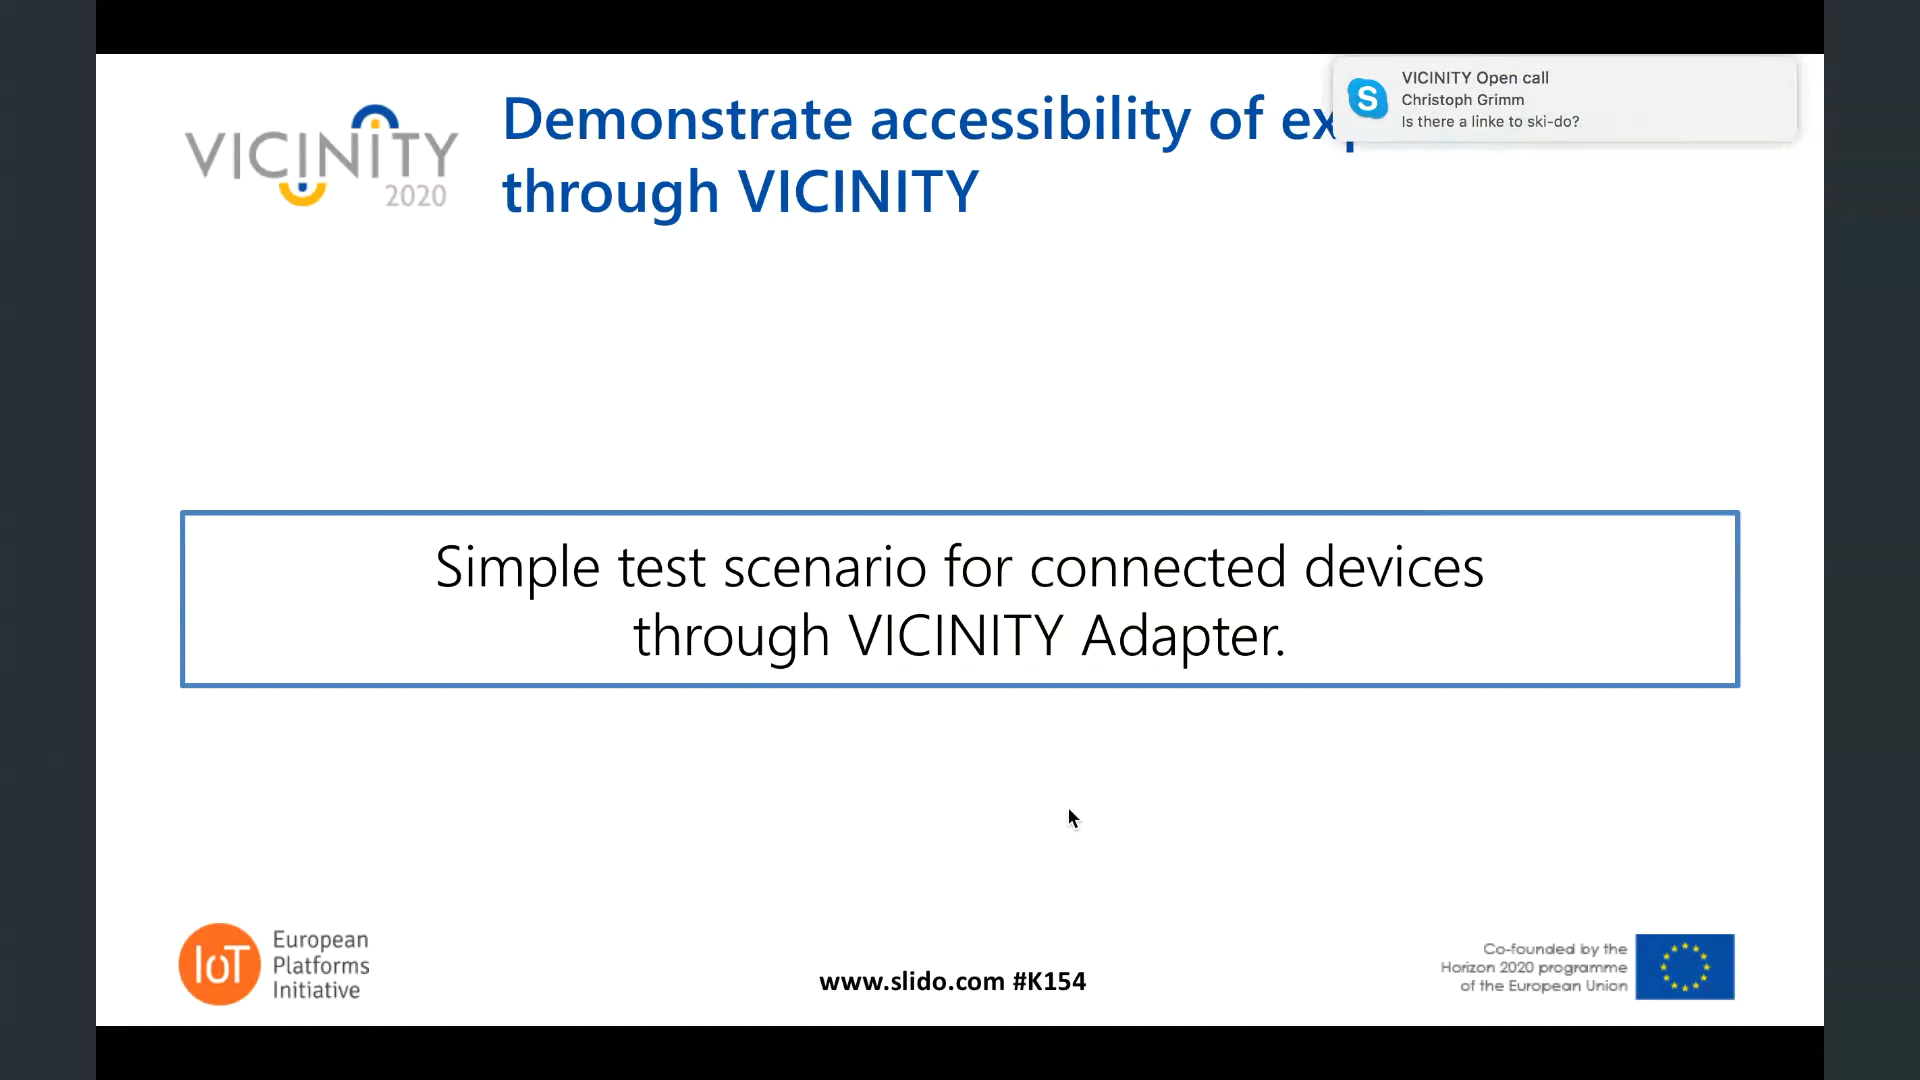 VICINITY
2020
Demonstrate accessibility of
through VICINITY
VICINITY Open call
Christoph Grimm
Is there a linke to ski-do?
Simple test scenario for connected devices
through VICINITY Adapter.
IoT
European
Platforms
Initiative
www.slido.com #K154
Co-founded by the
Horizon 2020 programme
of the European Union